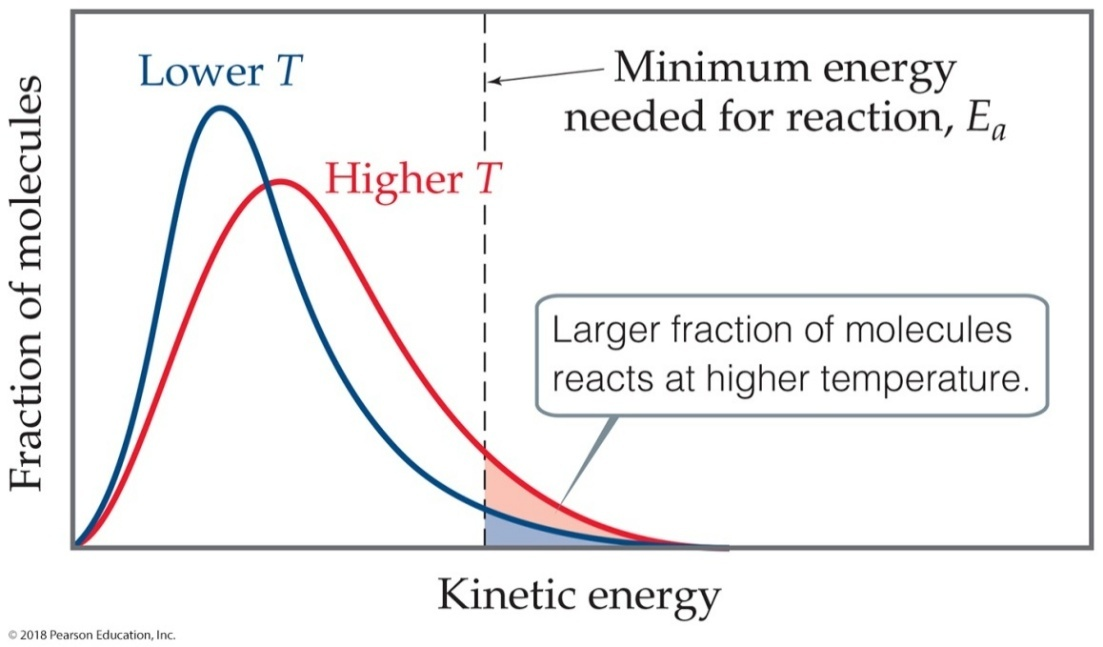 Lower T
Minimum energy
needed for reaction, Eₐ
Higher T
Larger fraction of molecules
reacts at higher temperature.
Fraction of molecules
Kinetic energy
© 2018 Pearson Education, Inc.